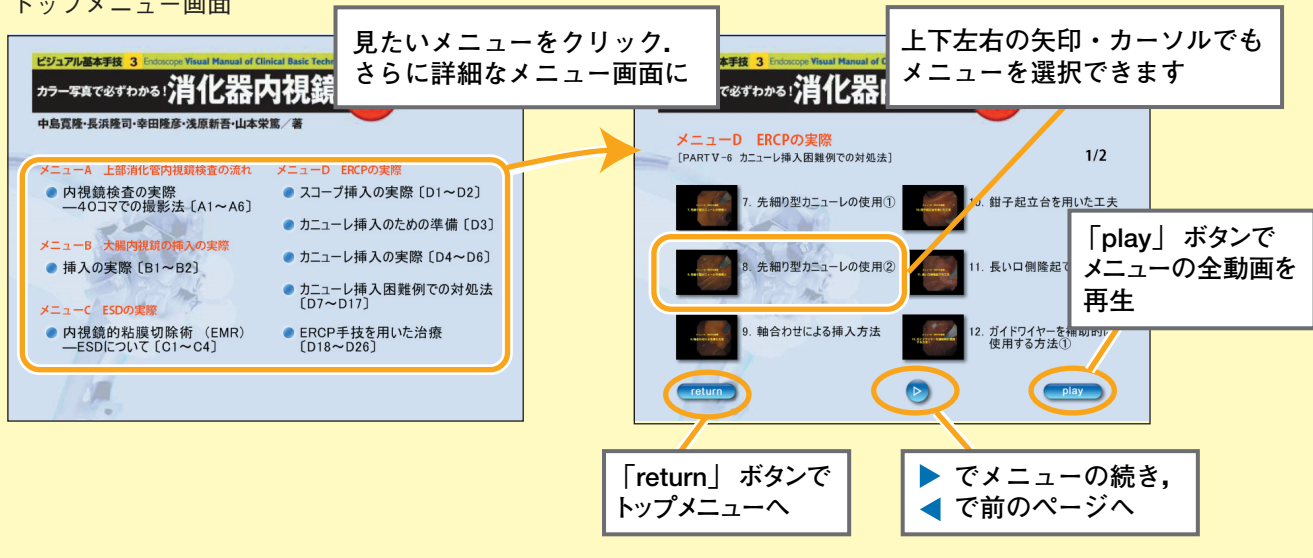 トップメニュー画面
見たいメニューをクリック.
さらに詳細なメニュー画面に
上下左右の矢印・カーソルでも
メニューを選択できます
ビジュアル基本手技 3 Endoscope Visual Manual of Clinical Basic Techn
カラー写真で必ずわかる!消化器内視鏡
中島寛隆・長浜隆司・幸田隆彦・浅原新吾・山本栄篤/著
メニューA 上部消化管内視鏡検査の流れ
内視鏡検査の実際
―40コマでの撮影法〔A1~A6〕
メニューB 大腸内視鏡の挿入の実際
挿入の実際〔B1~B2〕
メニューC ESDの実際
内視鏡的粘膜切除術 (EMR)
―ESDについて〔C1~C4〕
メニューD ERCPの実際
スコープ挿入の実際〔D1~D2〕
カニューレ挿入のための準備〔D3〕
カニューレ挿入の実際〔D4~D6〕
カニューレ挿入困難例での対処法
〔D7~D17〕
ERCP手技を用いた治療
〔D18~D26〕
本手技 3 Endoscope Visual Manual of C
で必ずわかる!消化器
メニューD ERCPの実際
[PARTⅤ-6 カニューレ挿入困難例での対処法]
1/2
7. 先細り型カニューレの使用①
8. 先細り型カニューレの使用②
9. 軸合わせによる挿入方法
10. 鉗子起立台を用いた工夫
11. 長い口側隆起で
12. ガイドワイヤーを補助的に
使用する方法①
return
play
「play」ボタンで
メニューの全動画を
再生
「return」ボタンで
トップメニューへ
▶ でメニューの続き,
◀ で前のページへ